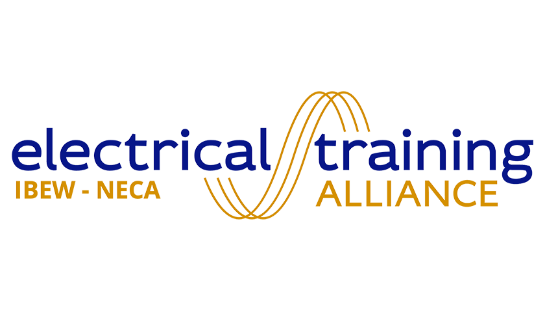 electrical training
IBEW - NECA ALLIANCE